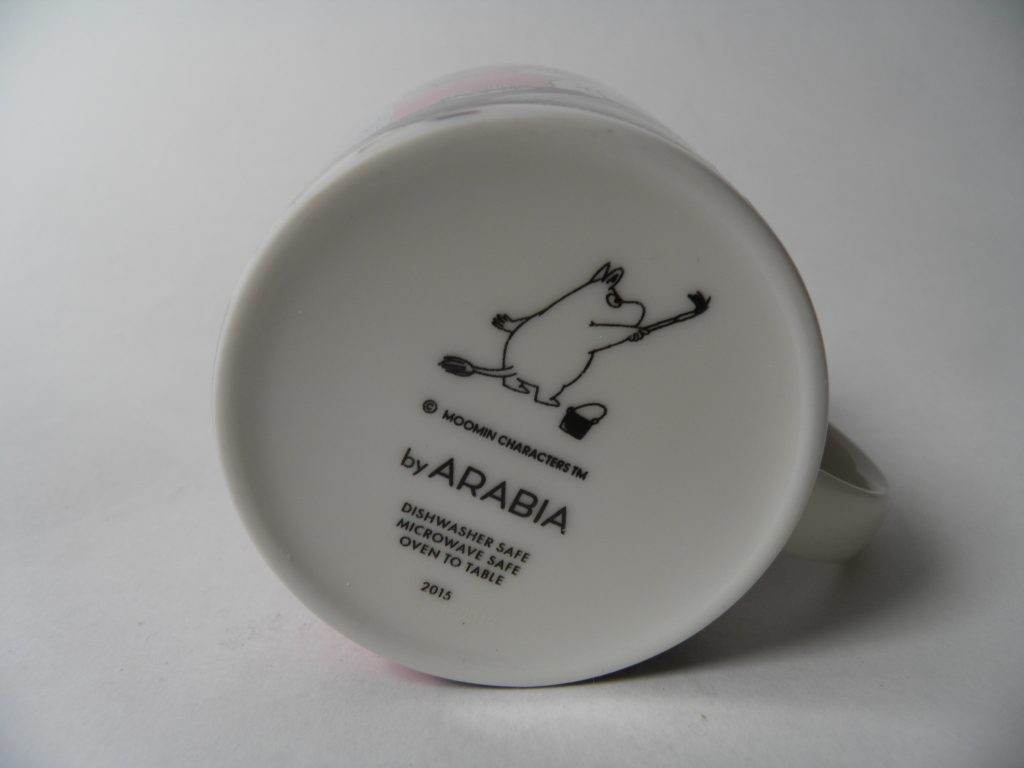 © MOOMIN CHARACTERS™
by ARABIA
DISHWASHER SAFE
MICROWAVE SAFE
OVEN TO TABLE
2015